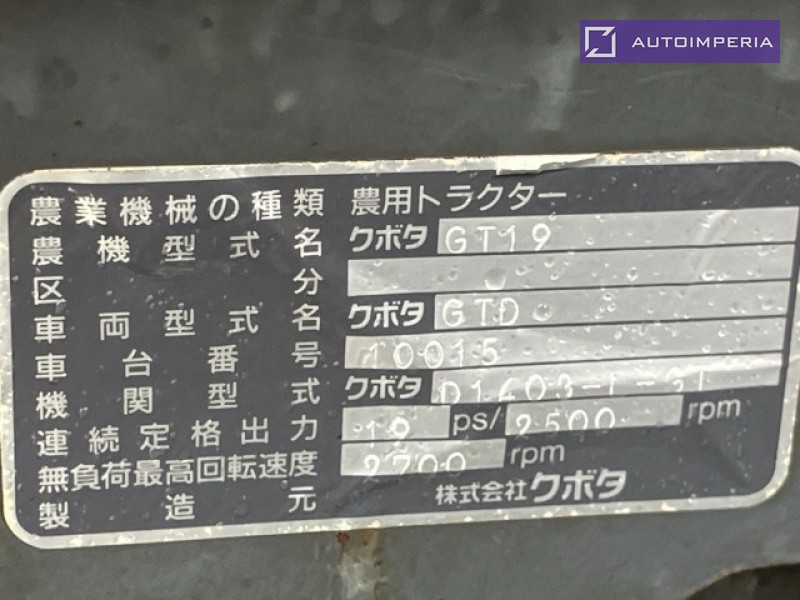 AUTOIMPERIA
農業機械の種類 農用トラクター
農機型式名 クボタ GT19
区分
車両型式名 クボタ GTD
車台番号 10015
機関型式 クボタ
連続定格出力 19 ps/ 2500 rpm
無負荷最高回転速度 2700 rpm
製造元 株式会社クボタ